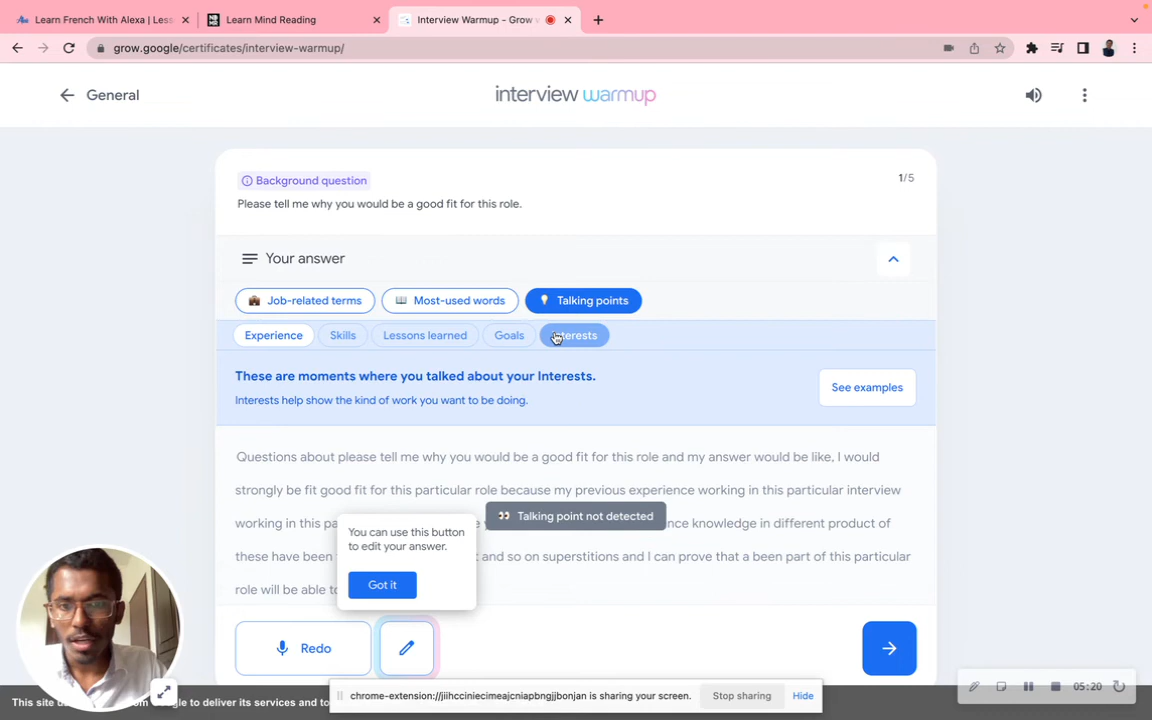 Learn French With Alexa | Less
Learn Mind Reading
Interview Warmup - Grow w
grow.google/certificates/interview-warmup/
General
interview warmup
Background question
1/5
Please tell me why you would be a good fit for this role.
Your answer
Job-related terms
Most-used words
Talking points
Experience
Skills
Lessons learned
Goals
These are moments where you talked about your Interests.
Interests help show the kind of work you want to be doing.
See examples
Questions about please tell me why you would be a good fit for this role and my answer would be like, I would
strongly be fit good fit for this particular role because my previous experience working in this particular interview
working in this pa
nce knowledge in different product of
Talking point not detected
these have been
and so on superstitions and I can prove that a been part of this particular
role will be able to
You can use this button
to edit your answer.
Got it
Redo
chrome-extension://jiihcciniecimeajcniapbngjjbonjan is sharing your screen.
Stop sharing
Hide
05:20
This site
to deliver its services and to